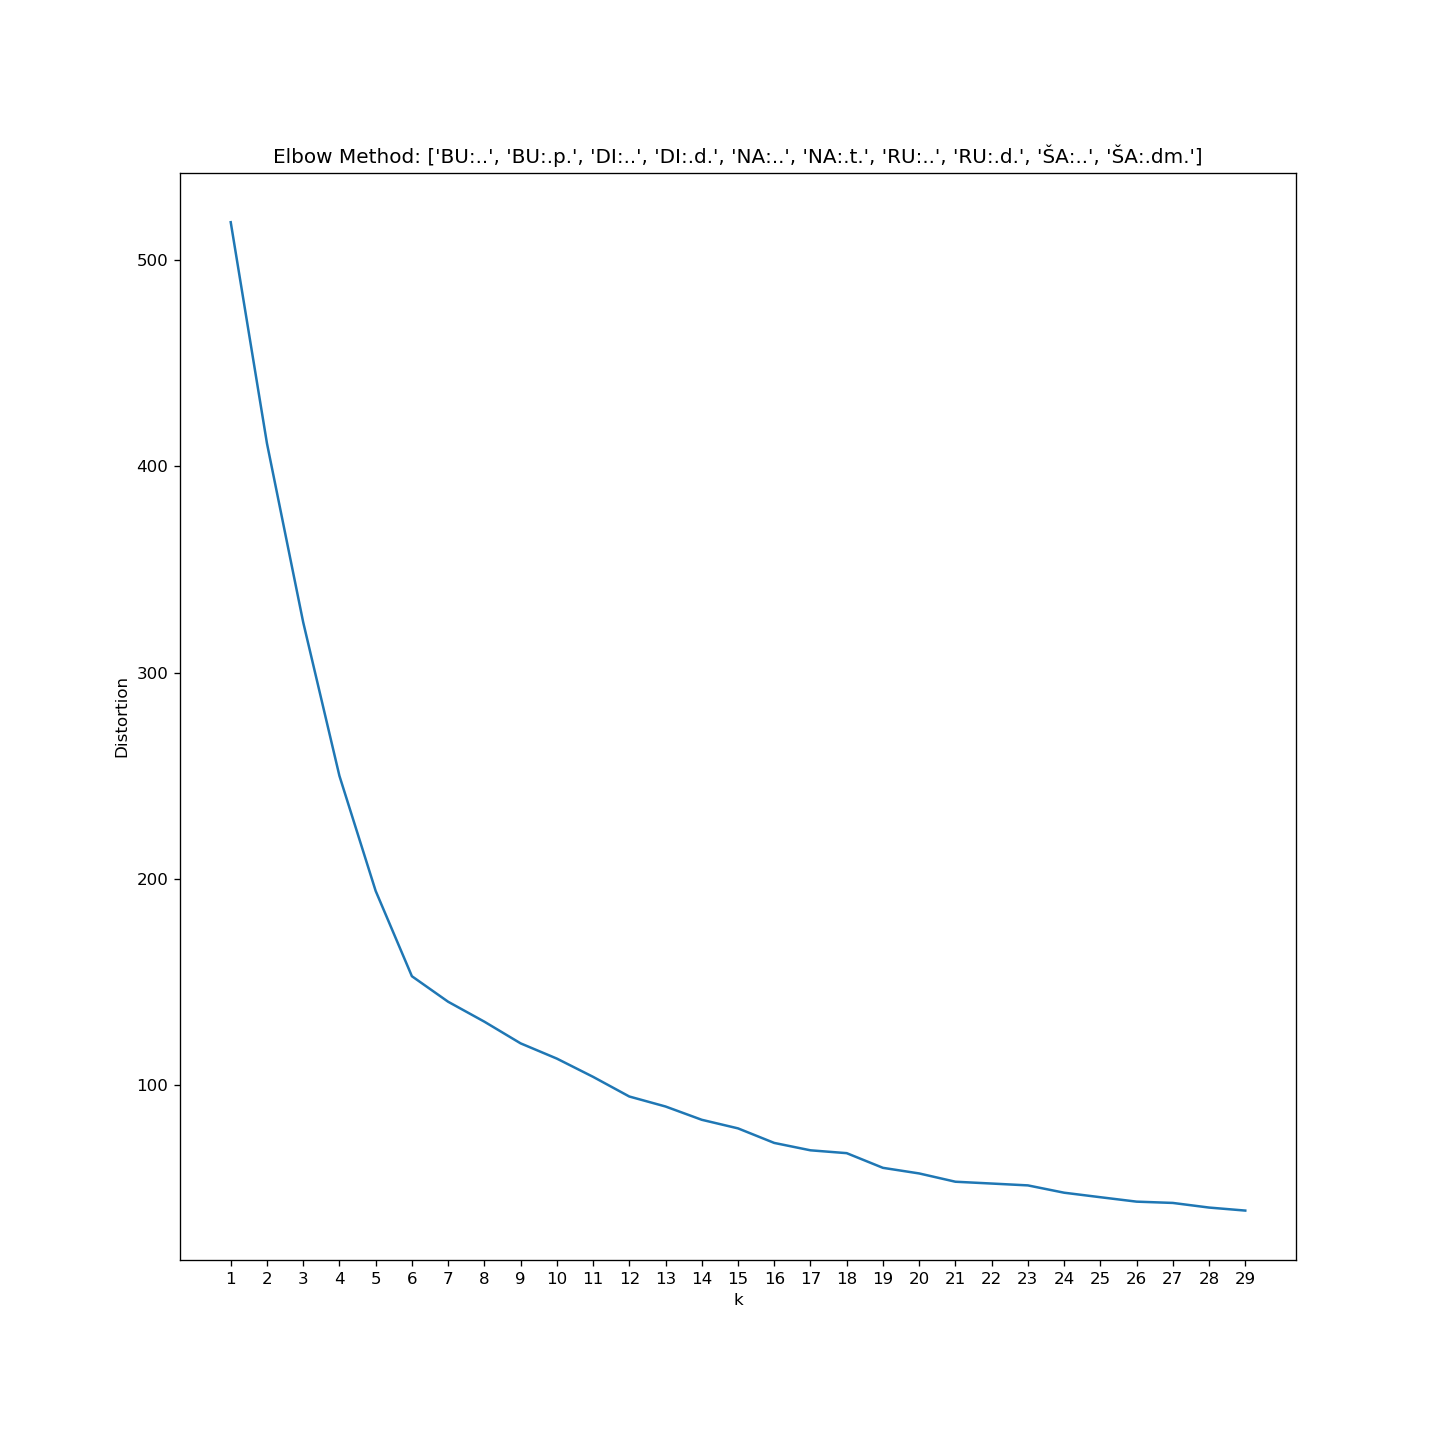 Elbow Method: ['BU:..', 'BU:.p.', 'DI:..', 'DI:.d.', 'NA:..', 'NA:.t.', 'RU:..', 'RU:.d.', 'ŠA:..', 'ŠA:.dm.']
500
400
300
200
100
Distortion
1 2 3 4 5 6 7 8 9 10 11 12 13 14 15 16 17 18 19 20 21 22 23 24 25 26 27 28 29
k